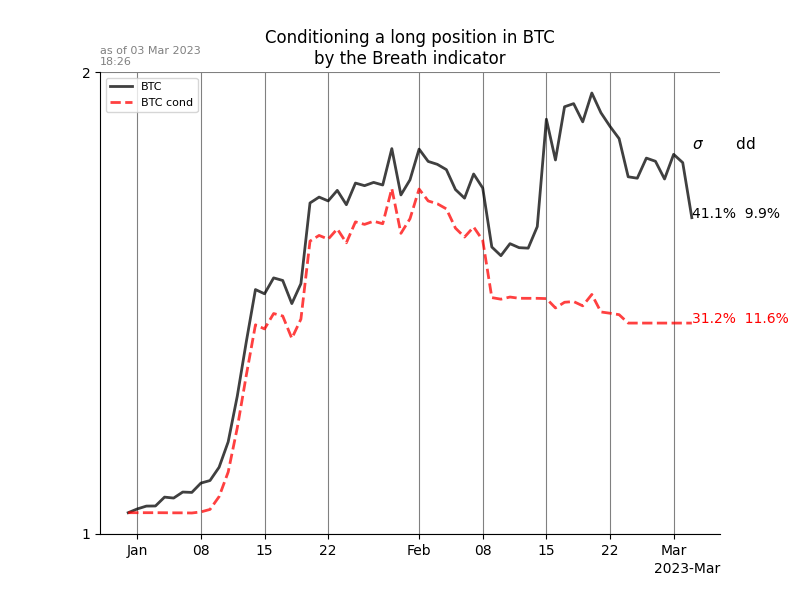 Conditioning a long position in BTC
by the Breath indicator
as of 03 Mar 2023
18:26
2
BTC
BTC cond
σ dd
41.1% 9.9%
31.2% 11.6%
1
Jan 08 15 22 Feb 08 15 22 Mar
2023-Mar